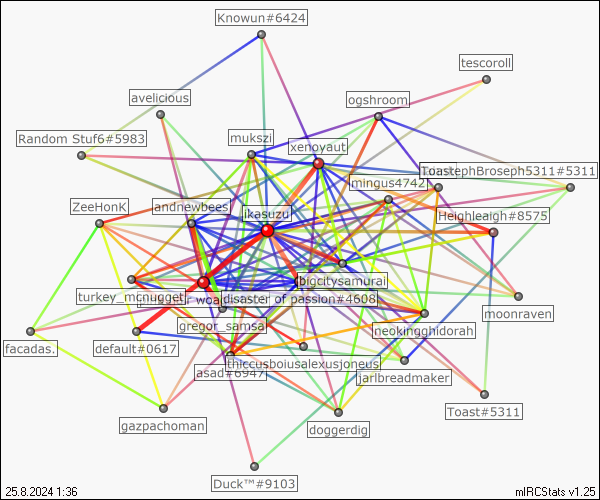 Knowun#6424
tescoroll
avelicious
ogshroom
Random Stuf6#5983
mukszi
xenoyaut
mingus4742
ToastephBroseph5311#5311
ZeeHonK
andnewbees
ikasuzu
Heighleaigh#8575
bigcitysamurai
turkey_mcnugget
disaster of passion#4608
moonraven
gregor_samsa
neokingghidorah
facadas.
default#0617
thiccusboiusalexusjoneus
asad#6947
jarlbreadmaker
Toast#5311
gazpachoman
doggerdig
Duck™#9103
25.8.2024 1:36
mIRCStats v1.25